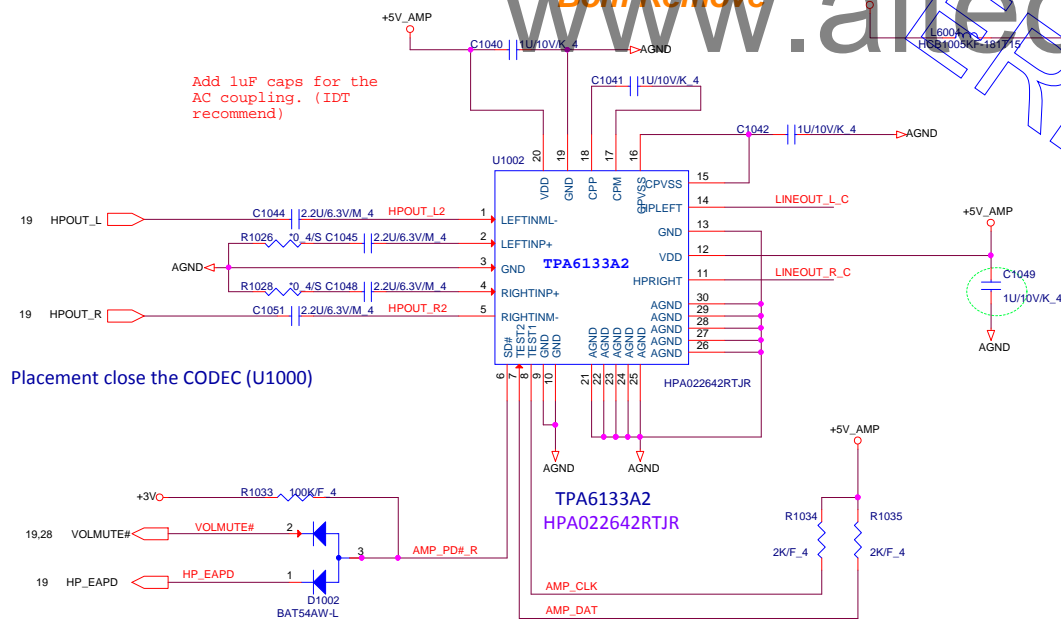 Bom Remove
www.alled
+5V_AMP
C1040 1U/10V/K_4
AGND
L6004
HCB1005KF-181T15
Add 1uF caps for the
AC coupling. (IDT
recommend)
C1041 1U/10V/K_4
C1042 1U/10V/K_4
AGND
20 19 18 17 16
U1002
VDD GND CPP CPM CPVSS
CPVSS 15
19 HPOUT_L C1044 2.2U/6.3V/M_4 HPOUT_L2 1 LEFTINML-
HPLEFT 14 LINEOUT_L_C
+5V_AMP
R1026 *0_4/S C1045 2.2U/6.3V/M_4 2 LEFTINP+
GND 13
AGND 3 GND
TPA6133A2
VDD 12
R1028 *0_4/S C1048 2.2U/6.3V/M_4 4 RIGHTINP+
HPRIGHT 11 LINEOUT_R_C
C1049
1U/10V/K_4
AGND
19 HPOUT_R C1051 2.2U/6.3V/M_4 HPOUT_R2 5 RIGHTINM-
AGND 30
AGND 29
AGND 28
AGND 27
AGND 26
SD# TEST2 TEST1 GND GND AGND AGND AGND AGND AGND
6 7 8 9 10 21 22 23 24 25
HPA022642RTJR
Placement close the CODEC (U1000)
AGND AGND
+5V_AMP
TPA6133A2
HPA022642RTJR
+3V R1033 100K/F_4
R1034 R1035
2K/F_4 2K/F_4
19,28 VOLMUTE# VOLMUTE# 2
3 AMP_PD#_R
19 HP_EAPD HP_EAPD 1
D1002
BAT54AW-L
AMP_CLK
AMP_DAT